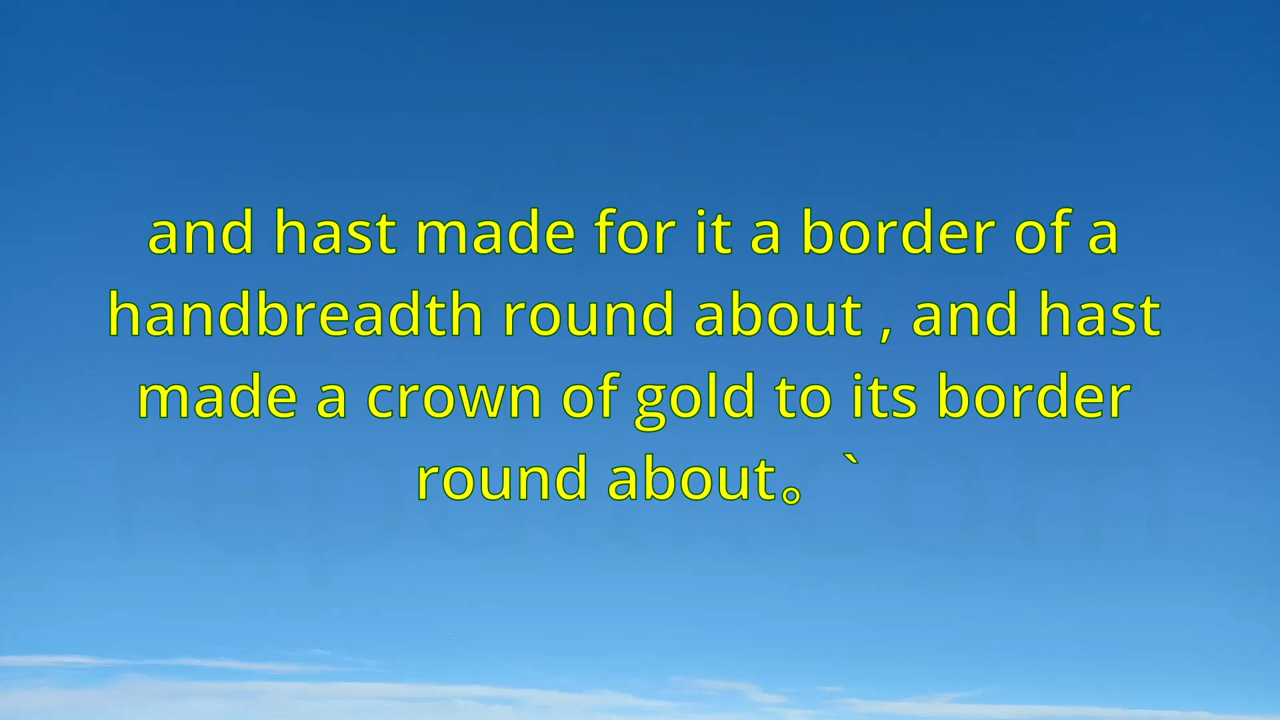 and hast made for it a border of a
handbreadth round about , and hast
made a crown of gold to its border
round about。 `